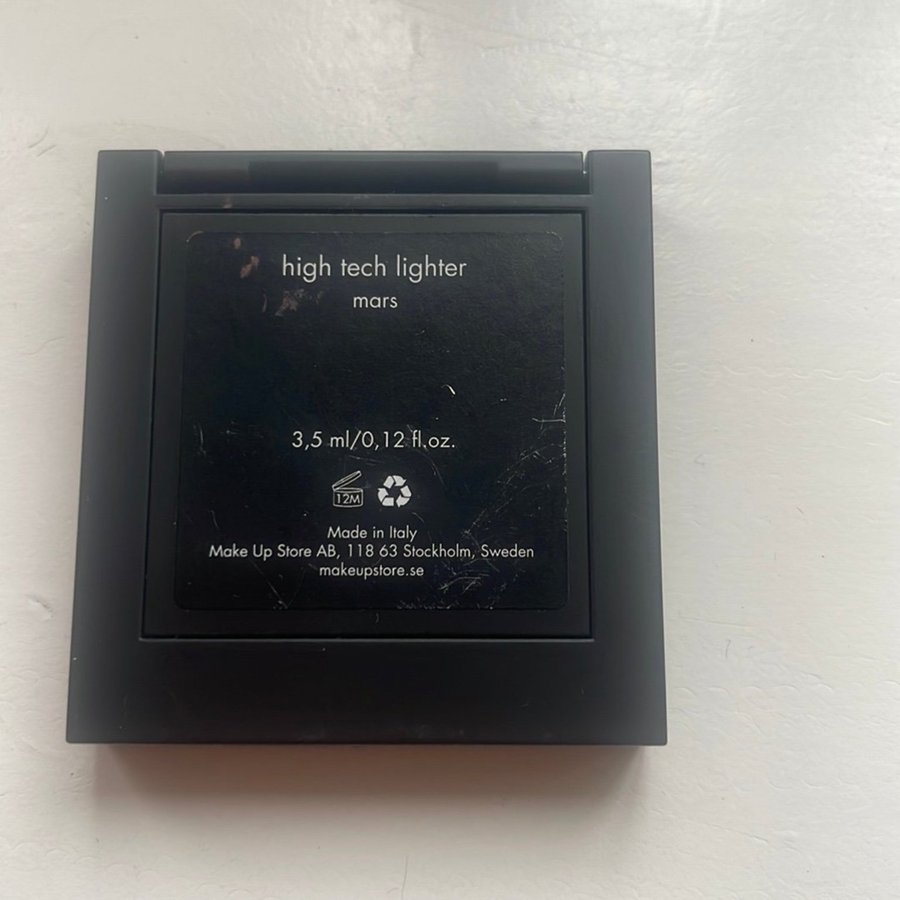 high tech lighter
mars
3,5 ml/0,12 fl.oz.
12M
Made in Italy
Make Up Store AB, 118 63 Stockholm, Sweden
makeupstore.se